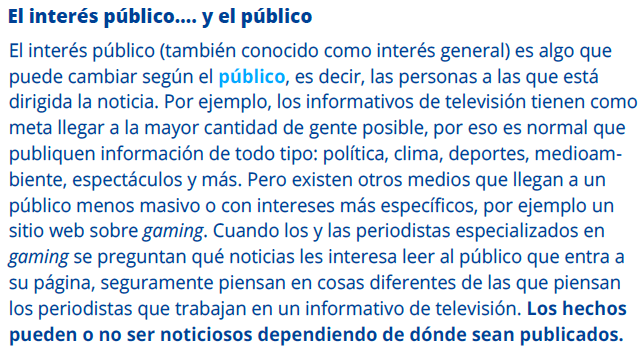 El interés público.... y el público
El interés público (también conocido como interés general) es algo que
puede cambiar según el público, es decir, las personas a las que está
dirigida la noticia. Por ejemplo, los informativos de televisión tienen como
meta llegar a la mayor cantidad de gente posible, por eso es normal que
publiquen información de todo tipo: política, clima, deportes, medioam-
biente, espectáculos y más. Pero existen otros medios que llegan a un
público menos masivo o con intereses más específicos, por ejemplo un
sitio web sobre gaming. Cuando los y las periodistas especializados en
gaming se preguntan qué noticias les interesa leer al público que entra a
su página, seguramente piensan en cosas diferentes de las que piensan
los periodistas que trabajan en un informativo de televisión. Los hechos
pueden o no ser noticiosos dependiendo de dónde sean publicados.